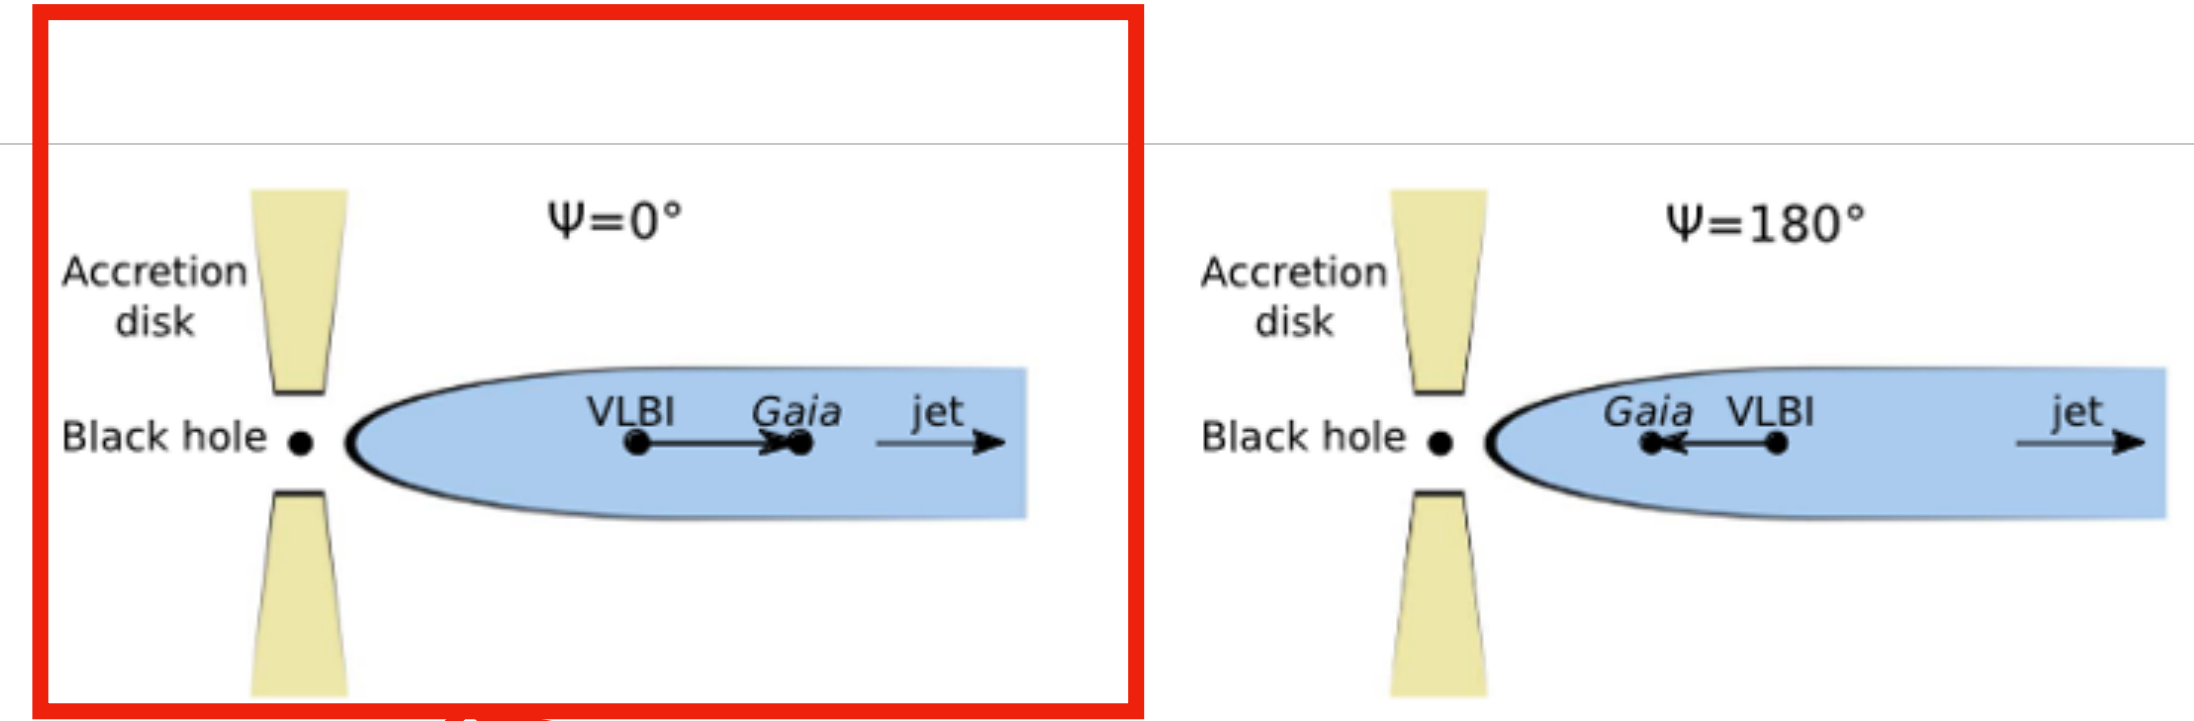 Ψ=0°
Accretion
disk
VLBI Gaia jet
Black hole
Ψ=180°
Accretion
disk
Gaia VLBI jet
Black hole